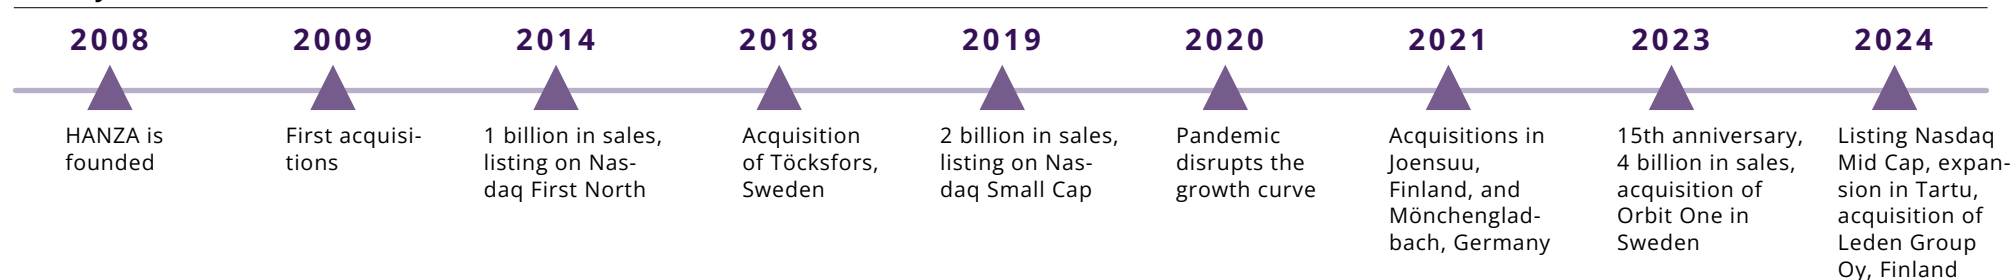 2008
HANZA is
founded
2009
First acquisi-
tions
2014
1 billion in sales,
listing on Nas-
daq First North
2018
Acquisition
of Töcksfors,
Sweden
2019
2 billion in sales,
listing on Nas-
daq Small Cap
2020
Pandemic
disrupts the
growth curve
2021
Acquisitions in
Joensuu,
Finland, and
Mönchenglad-
bach, Germany
2023
15th anniversary,
4 billion in sales,
acquisition of
Orbit One in
Sweden
2024
Listing Nasdaq
Mid Cap, expan-
sion in Tartu,
acquisition of
Leden Group
Oy, Finland